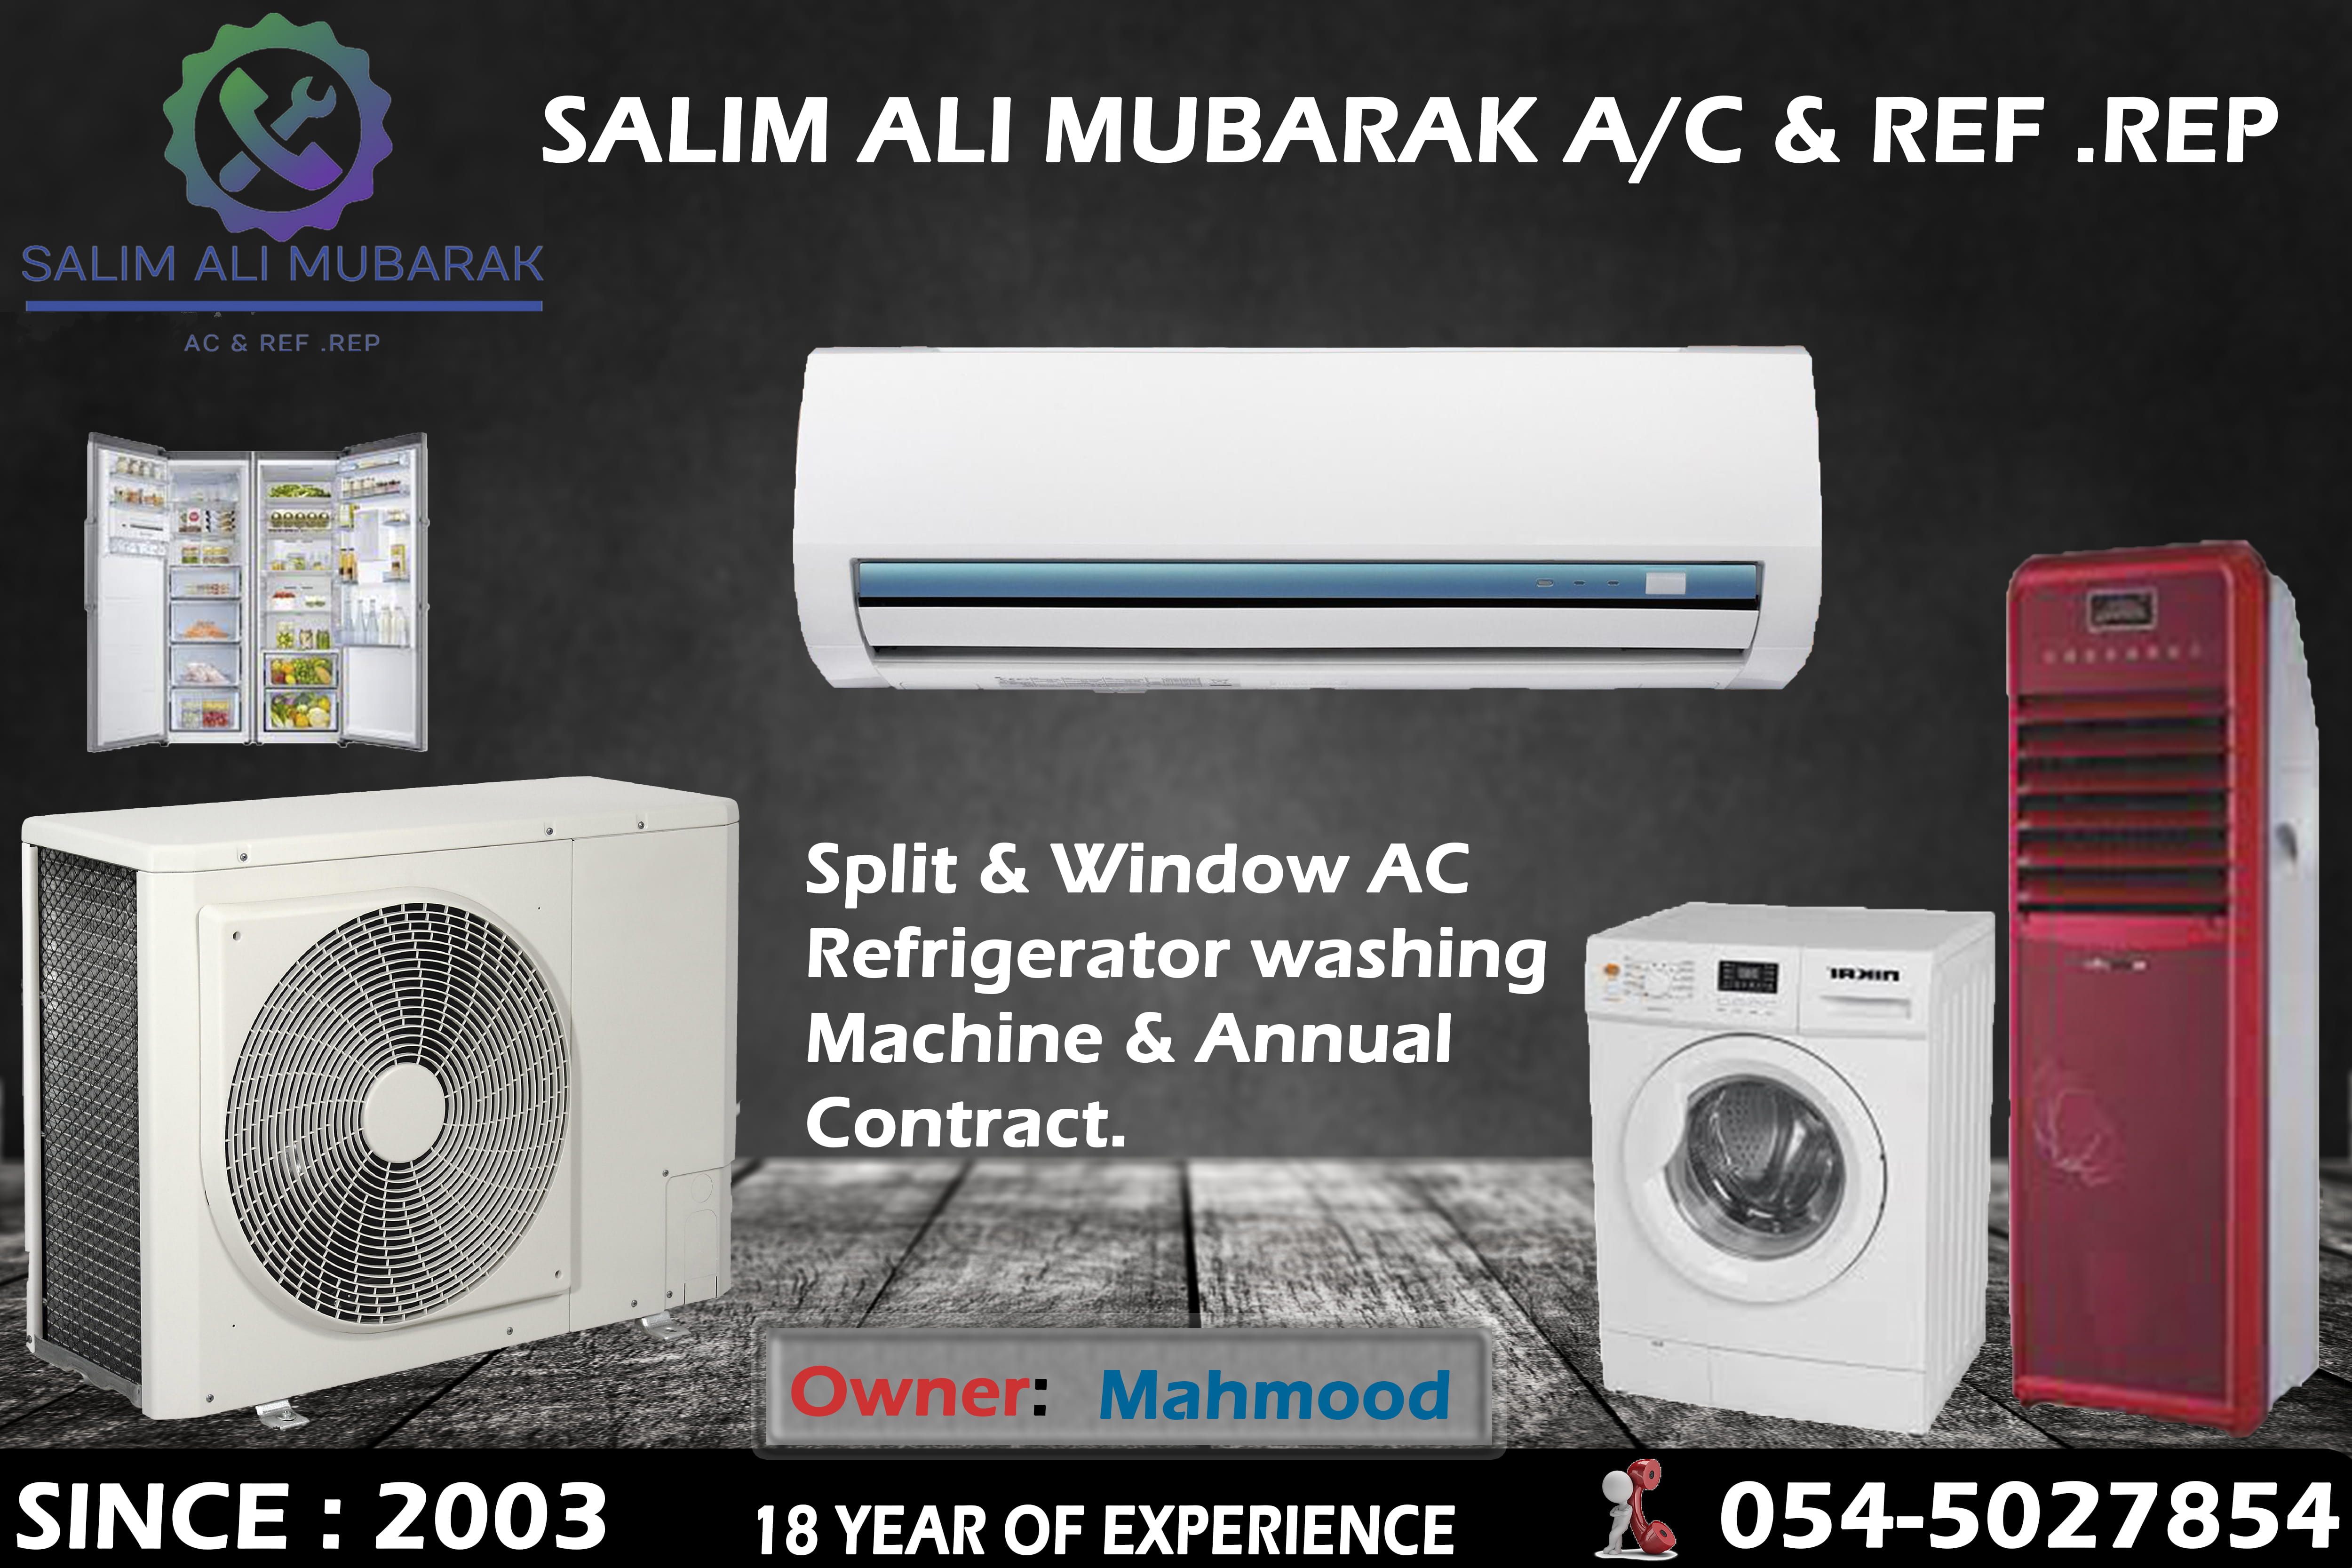 SALIM ALI MUBARAK A/C & REF .REP
SALIM ALI MUBARAK
AC & REF .REP
Split & Window AC
Refrigerator washing
Machine & Annual
Contract.
Owner: Mahmood
SINCE : 2003
18 YEAR OF EXPERIENCE
054-5027854